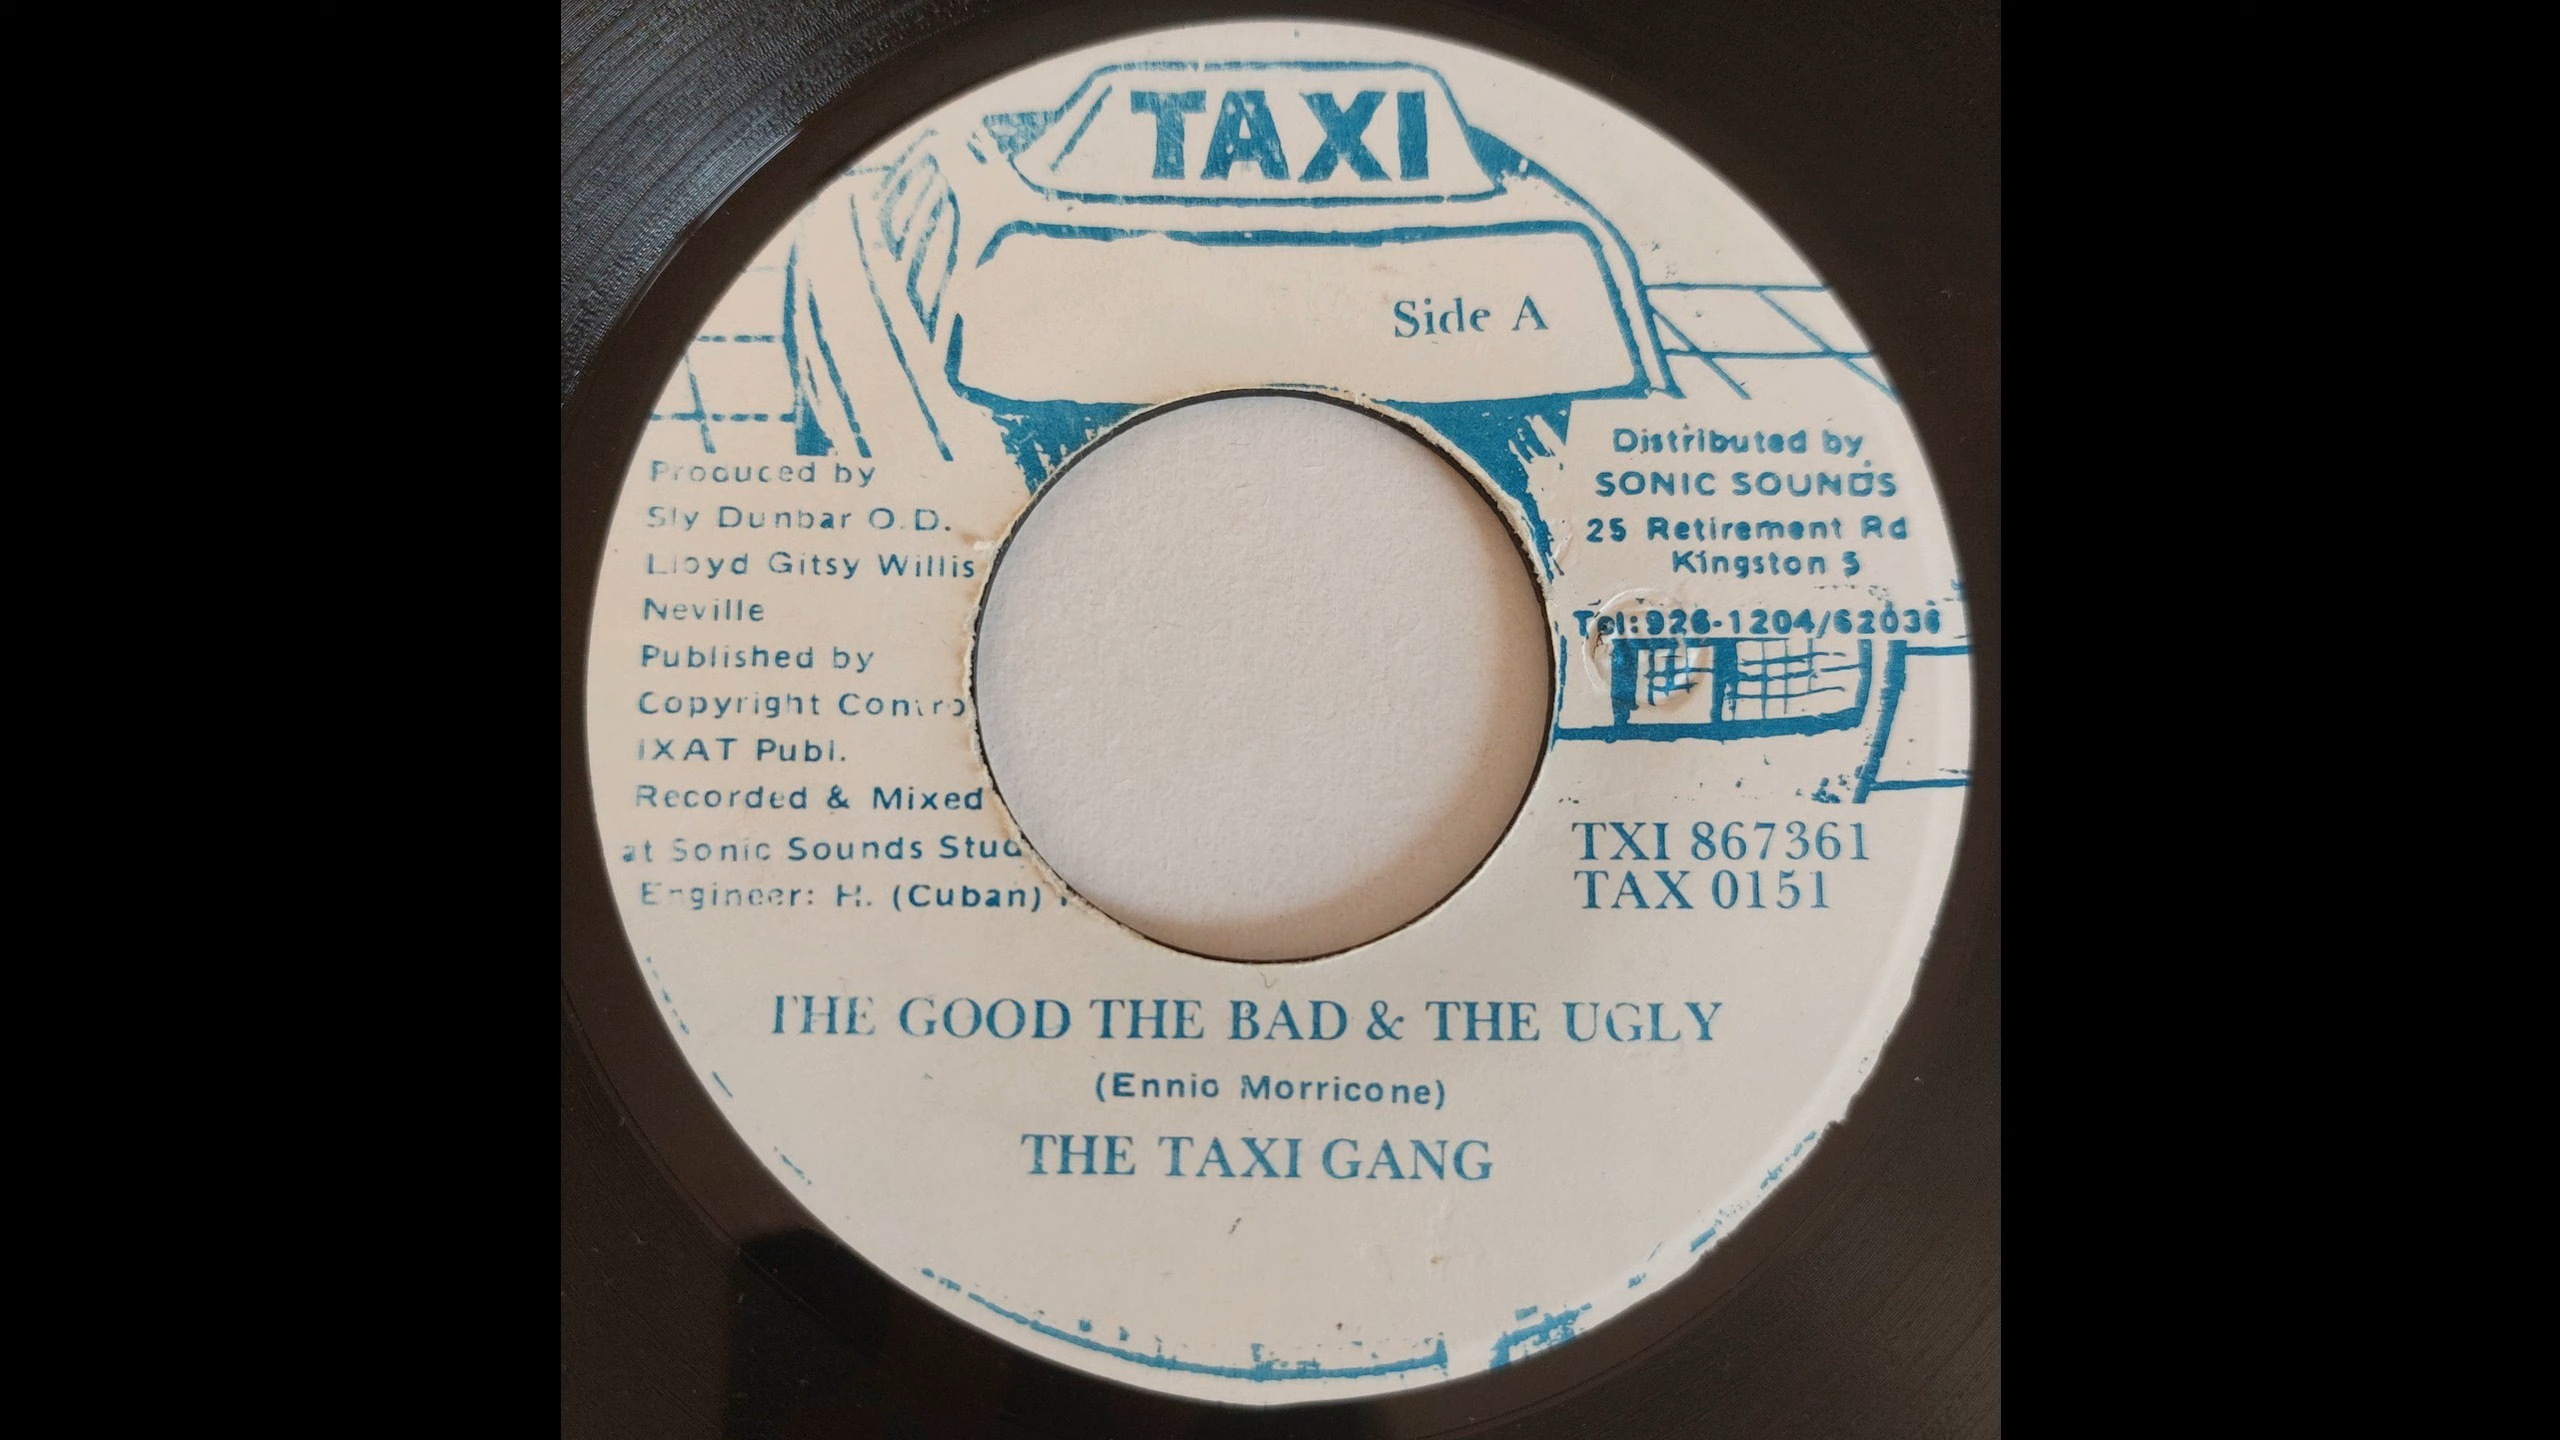 TAXI
Side A
Produced by
Sly Dunbar O.D.
Lloyd Gitsy Willis
Neville
Published by
Copyright Contro
IXAT Publ.
Recorded & Mixed
at Sonic Sounds Stud
Engineer: H. (Cuban)
Distributed by
SONIC SOUNDS
25 Retirement Rd
Kingston 5
Tel:926-1204/62036
TXI 867361
TAX 0151
THE GOOD THE BAD & THE UGLY
(Ennio Morricone)
THE TAXI GANG